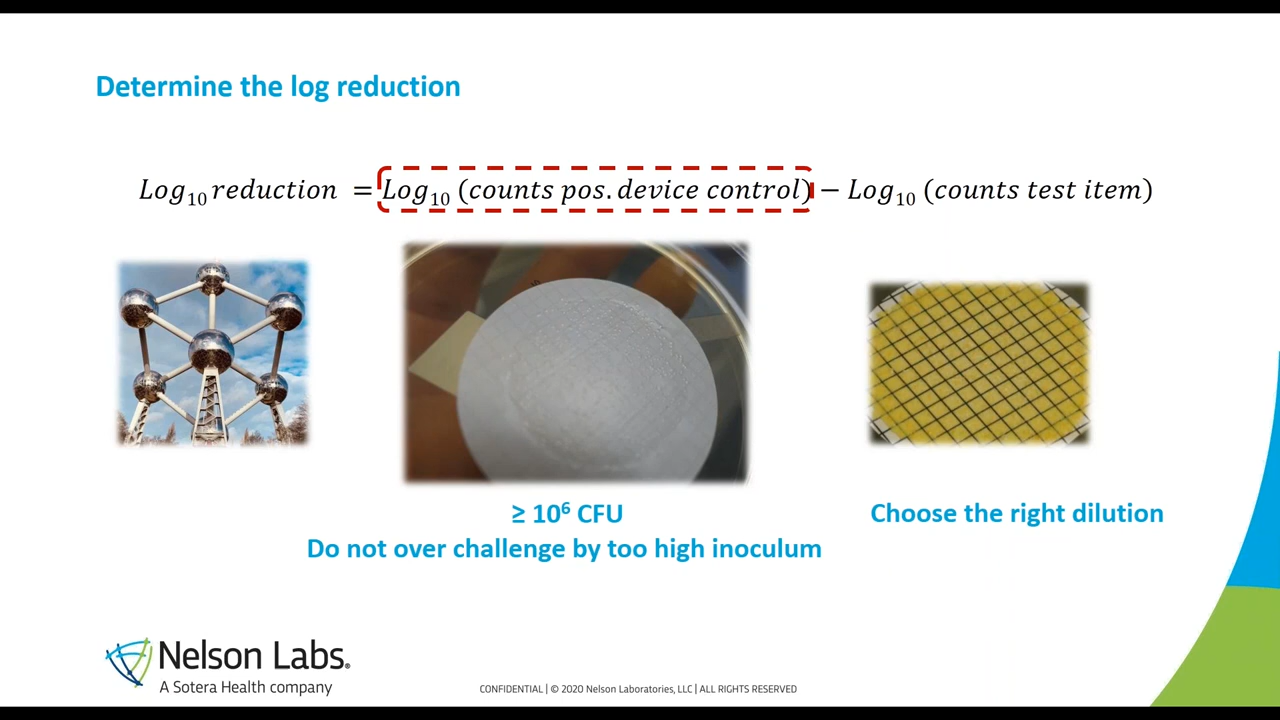 Determine the log reduction
Log₁₀ reduction = Log₁₀ (counts pos. device control) − Log₁₀ (counts test item)
≥ 10⁶ CFU
Do not over challenge by too high inoculum
Choose the right dilution
Nelson Labs®
A Sotera Health company
CONFIDENTIAL | © 2020 Nelson Laboratories, LLC | ALL RIGHTS RESERVED